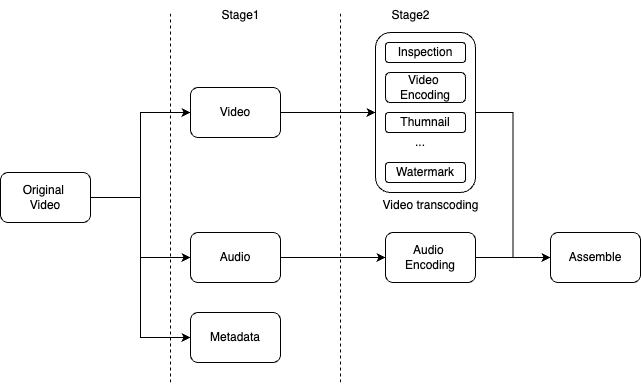 Stage1
Stage2
Inspection
Video
Encoding
Thumnail
...
Watermark
Video transcoding
Video
Original
Video
Audio
Audio
Encoding
Assemble
Metadata